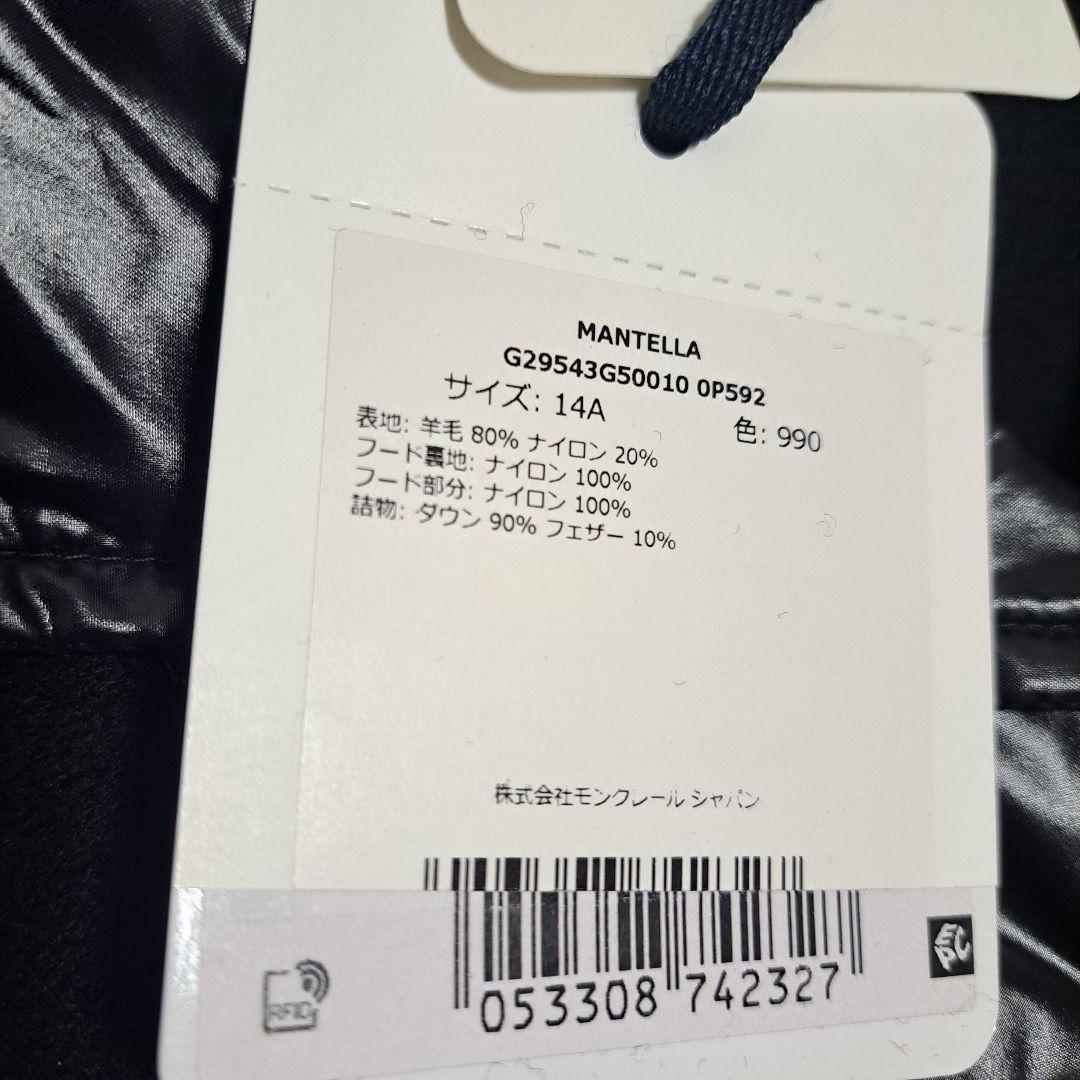 MANTELLA
G29543G50010 0P592
サイズ: 14A
色: 990
表地: 羊毛 80% ナイロン 20%
フード裏地: ナイロン 100%
フード部分: ナイロン 100%
詰物: ダウン 90% フェザー 10%
株式会社モンクレール ジャパン
053308 742327
RFID
EPC